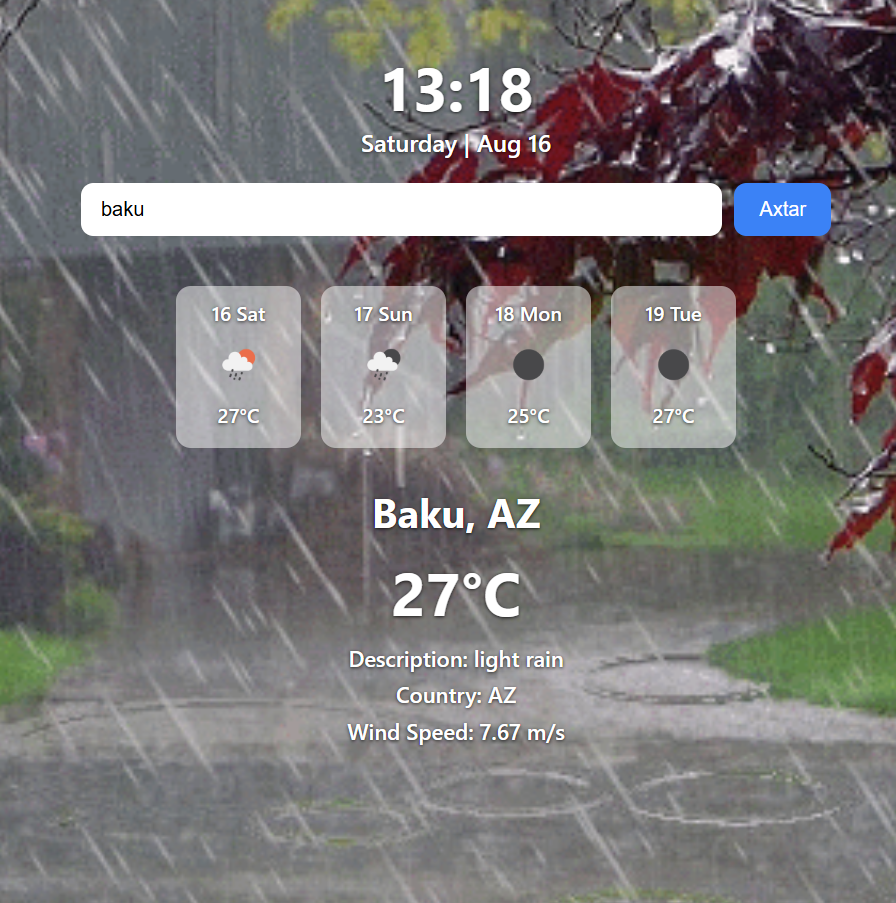 13:18
Saturday | Aug 16
baku Axtar
16 Sat 17 Sun 18 Mon 19 Tue
27°C 23°C 25°C 27°C
Baku, AZ
27°C
Description: light rain
Country: AZ
Wind Speed: 7.67 m/s